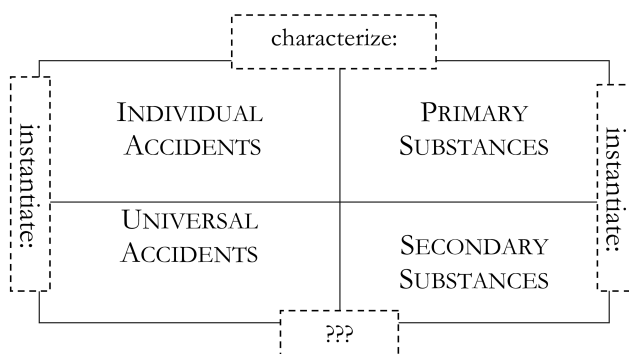 characterize:
instantiate:
INDIVIDUAL
ACCIDENTS
PRIMARY
SUBSTANCES
instantiate:
UNIVERSAL
ACCIDENTS
SECONDARY
SUBSTANCES
???